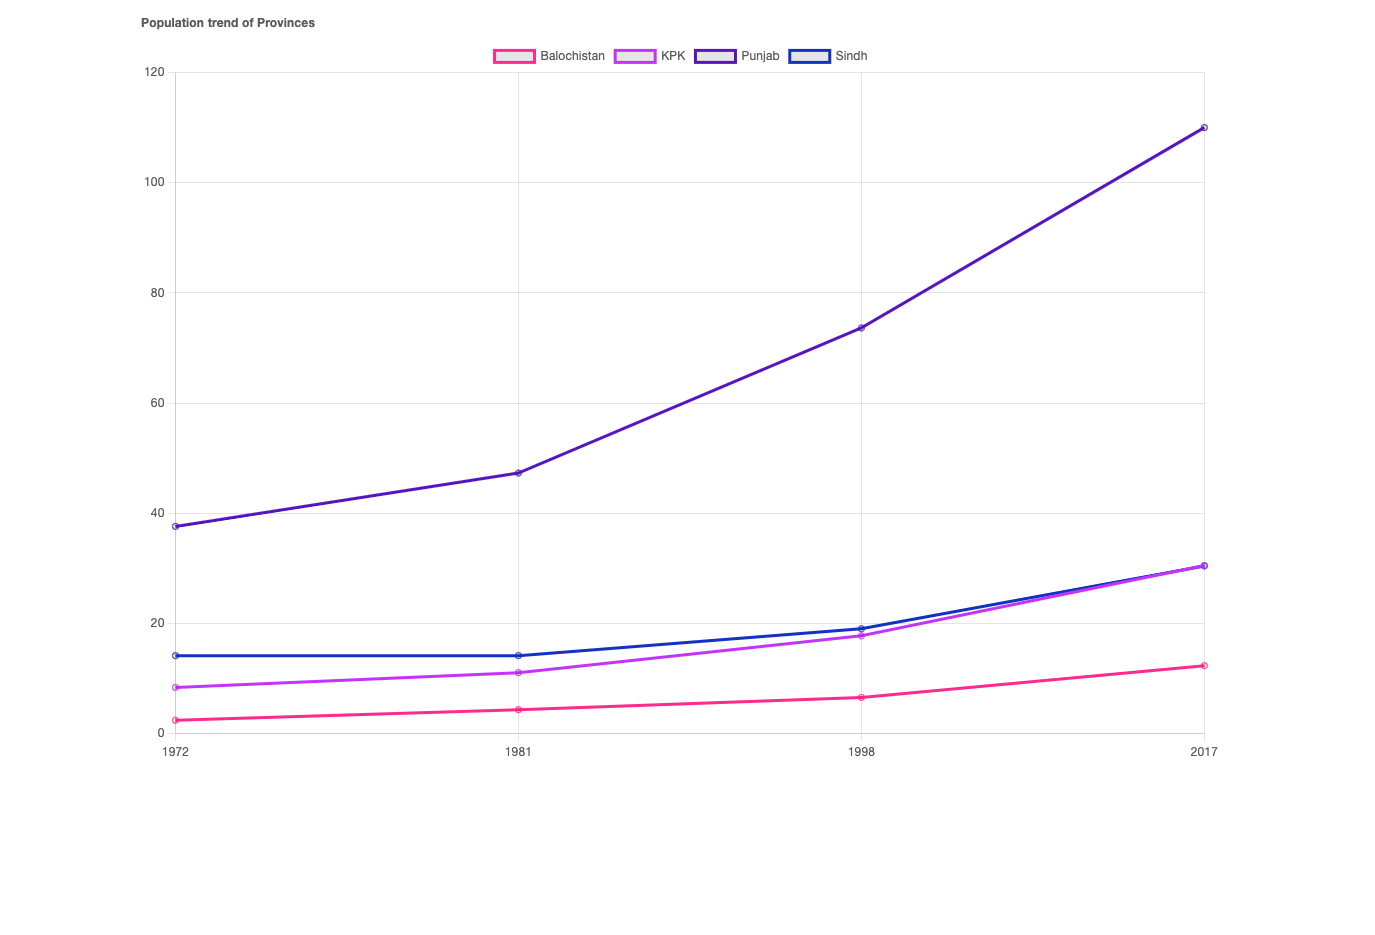 Population trend of Provinces
Balochistan KPK Punjab Sindh
120
100
80
60
40
20
0
1972 1981 1998 2017